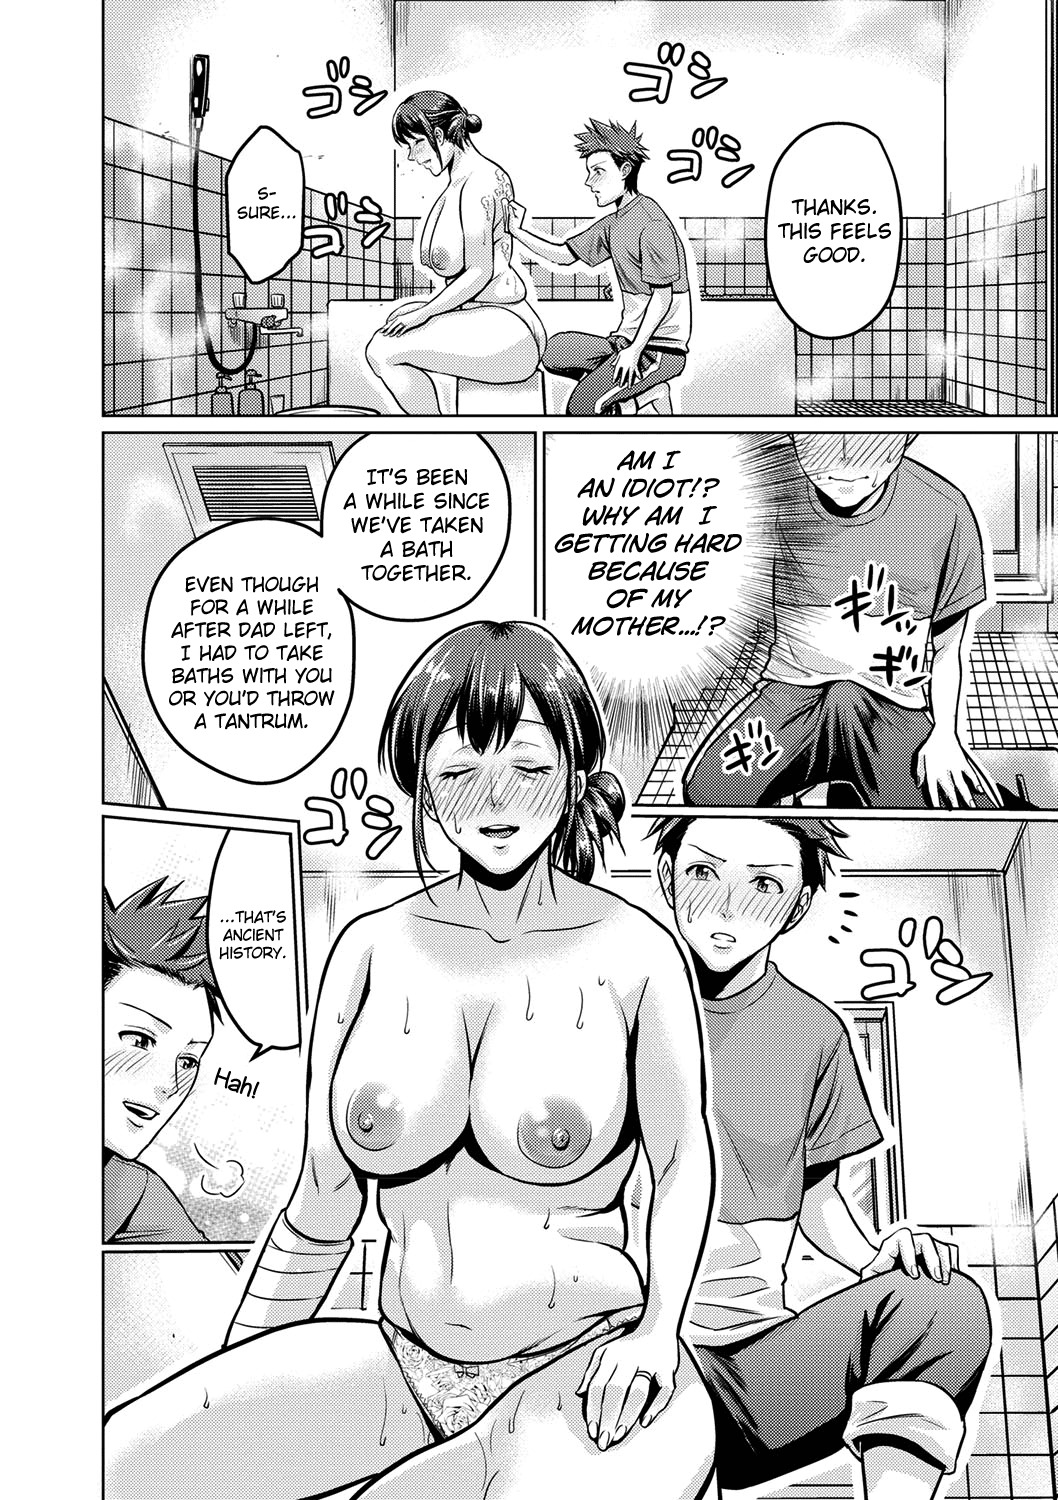 THANKS.
THIS FEELS
GOOD.
ゴシ
ゴシ
ゴシ
ゴシ
S-
SURE...
AM I
AN IDIOT!?
WHY AM I
GETTING HARD
BECAUSE
OF MY
MOTHER...!?
ギン
ギン
IT'S BEEN
A WHILE SINCE
WE'VE TAKEN
A BATH
TOGETHER.
EVEN THOUGH
FOR A WHILE
AFTER DAD LEFT,
I HAD TO TAKE
BATHS WITH YOU
OR YOU'D THROW
A TANTRUM.
ゴシ
ゴシ
...THAT'S
ANCIENT
HISTORY.
Hah!